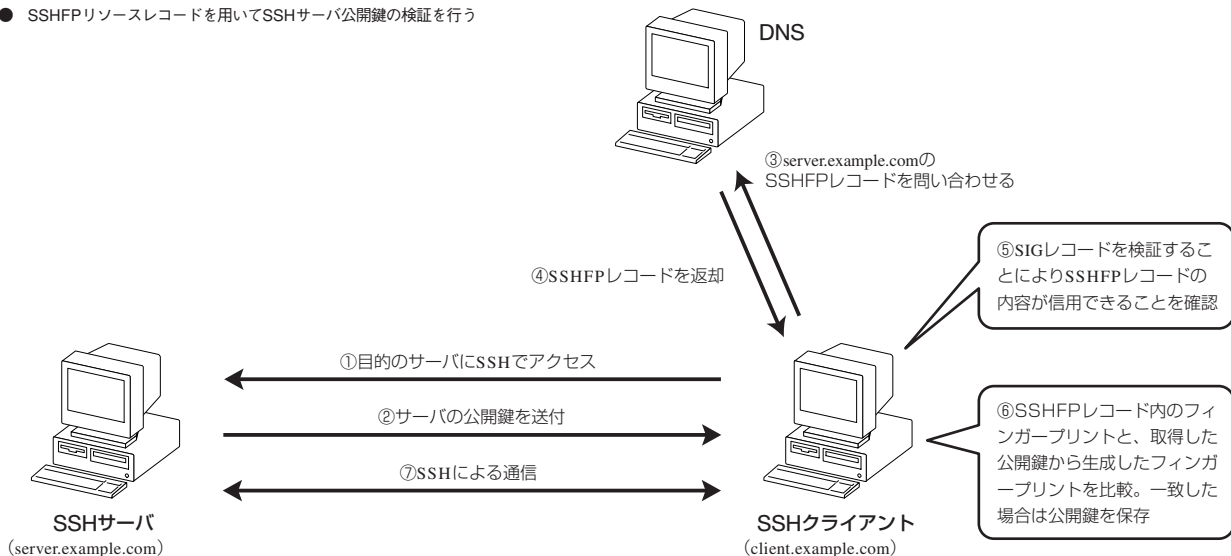 ● SSHFPリソースレコードを用いてSSHサーバ公開鍵の検証を行う
DNS
③server.example.comの
SSHFPレコードを問い合わせる
④SSHFPレコードを返却
⑤SIGレコードを検証するこ
とによりSSHFPレコードの
内容が信用できることを確認
①目的のサーバにSSHでアクセス
②サーバの公開鍵を送付
⑦SSHによる通信
⑥SSHFPレコード内のフィ
ンガープリントと、取得した
公開鍵から生成したフィンガ
ープリントを比較。一致した
場合は公開鍵を保存
SSHサーバ
（server.example.com）
SSHクライアント
（client.example.com）